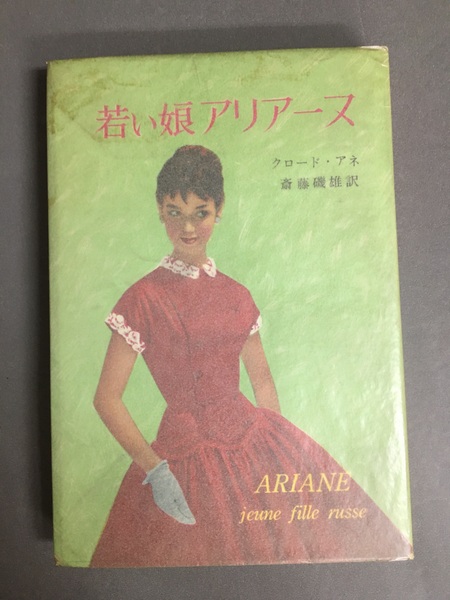 若い娘アリアーヌ
クロード・アネ
斎藤磯雄訳
ARIANE
jeune fille russe